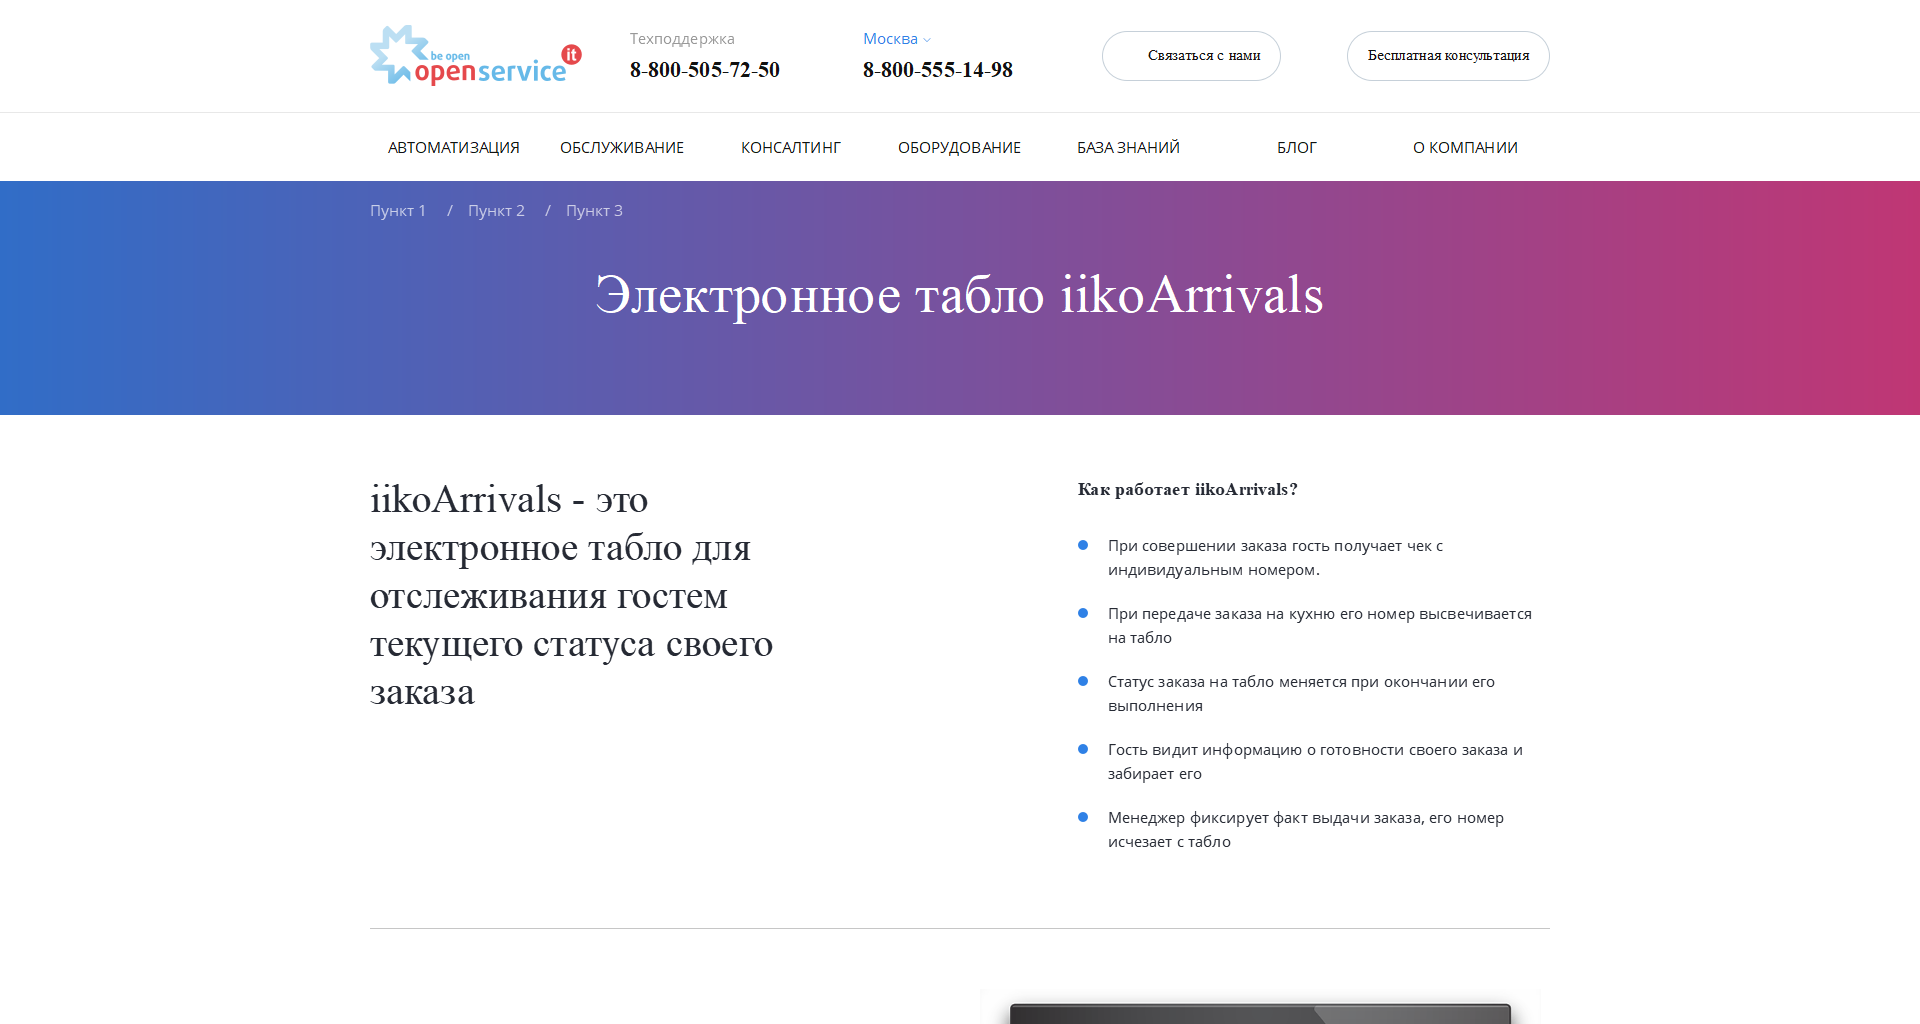 be open
openservice it
Техподдержка
8-800-505-72-50
Москва
8-800-555-14-98
Связаться с нами
Бесплатная консультация
АВТОМАТИЗАЦИЯ ОБСЛУЖИВАНИЕ КОНСАЛТИНГ ОБОРУДОВАНИЕ БАЗА ЗНАНИЙ БЛОГ О КОМПАНИИ
Пункт 1 / Пункт 2 / Пункт 3
Электронное табло iikoArrivals
iikoArrivals - это
электронное табло для
отслеживания гостем
текущего статуса своего
заказа
Как работает iikoArrivals?
При совершении заказа гость получает чек с
индивидуальным номером.
При передаче заказа на кухню его номер высвечивается
на табло
Статус заказа на табло меняется при окончании его
выполнения
Гость видит информацию о готовности своего заказа и
забирает его
Менеджер фиксирует факт выдачи заказа, его номер
исчезает с табло